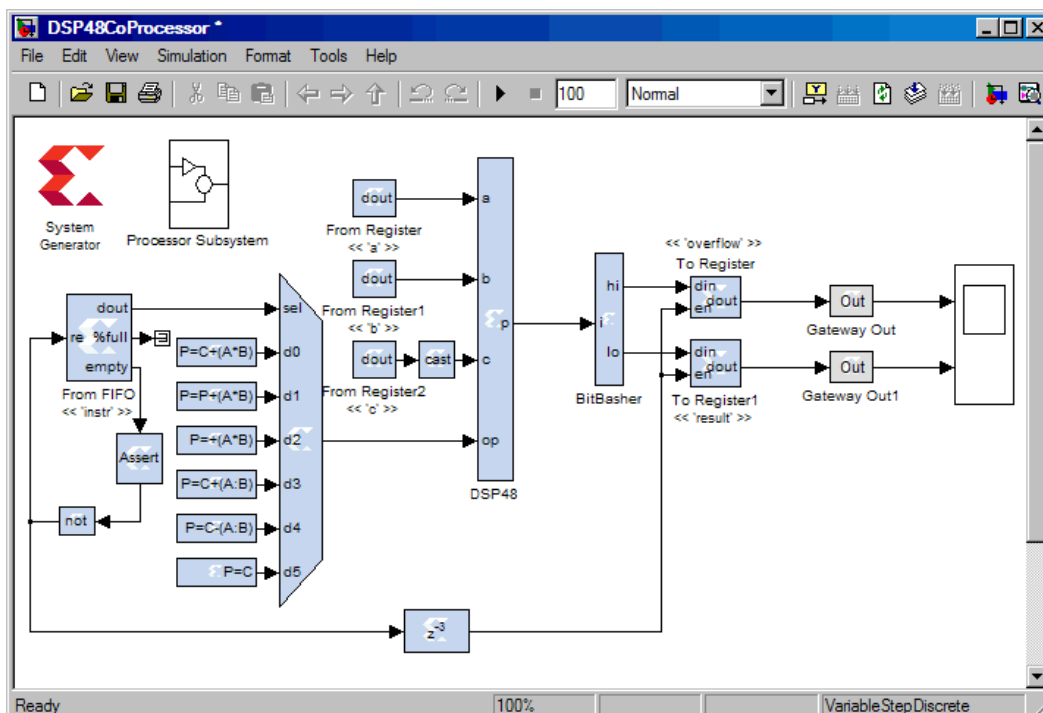 DSP48CoProcessor *
File Edit View Simulation Format Tools Help
100 Normal
System
Generator
Processor Subsystem
dout
From Register
<< 'a' >>
dout
From Register1
<< 'b' >>
dout
cast
From Register2
<< 'c' >>
dout
re %full
empty
From FIFO
<< 'instr' >>
Assert
not
P=C+(A*B)
P=P+(A*B)
P=+(A*B)
P=C+(A:B)
P=C-(A:B)
P=C
sel
d0
d1
d2
d3
d4
d5
a
b
c
op
p
DSP48
hi
i
lo
BitBasher
<< 'overflow' >>
To Register
din
dout
en
din
dout
en
To Register1
<< 'result' >>
Out
Gateway Out
Out
Gateway Out1
z-3
Ready 100% VariableStepDiscrete